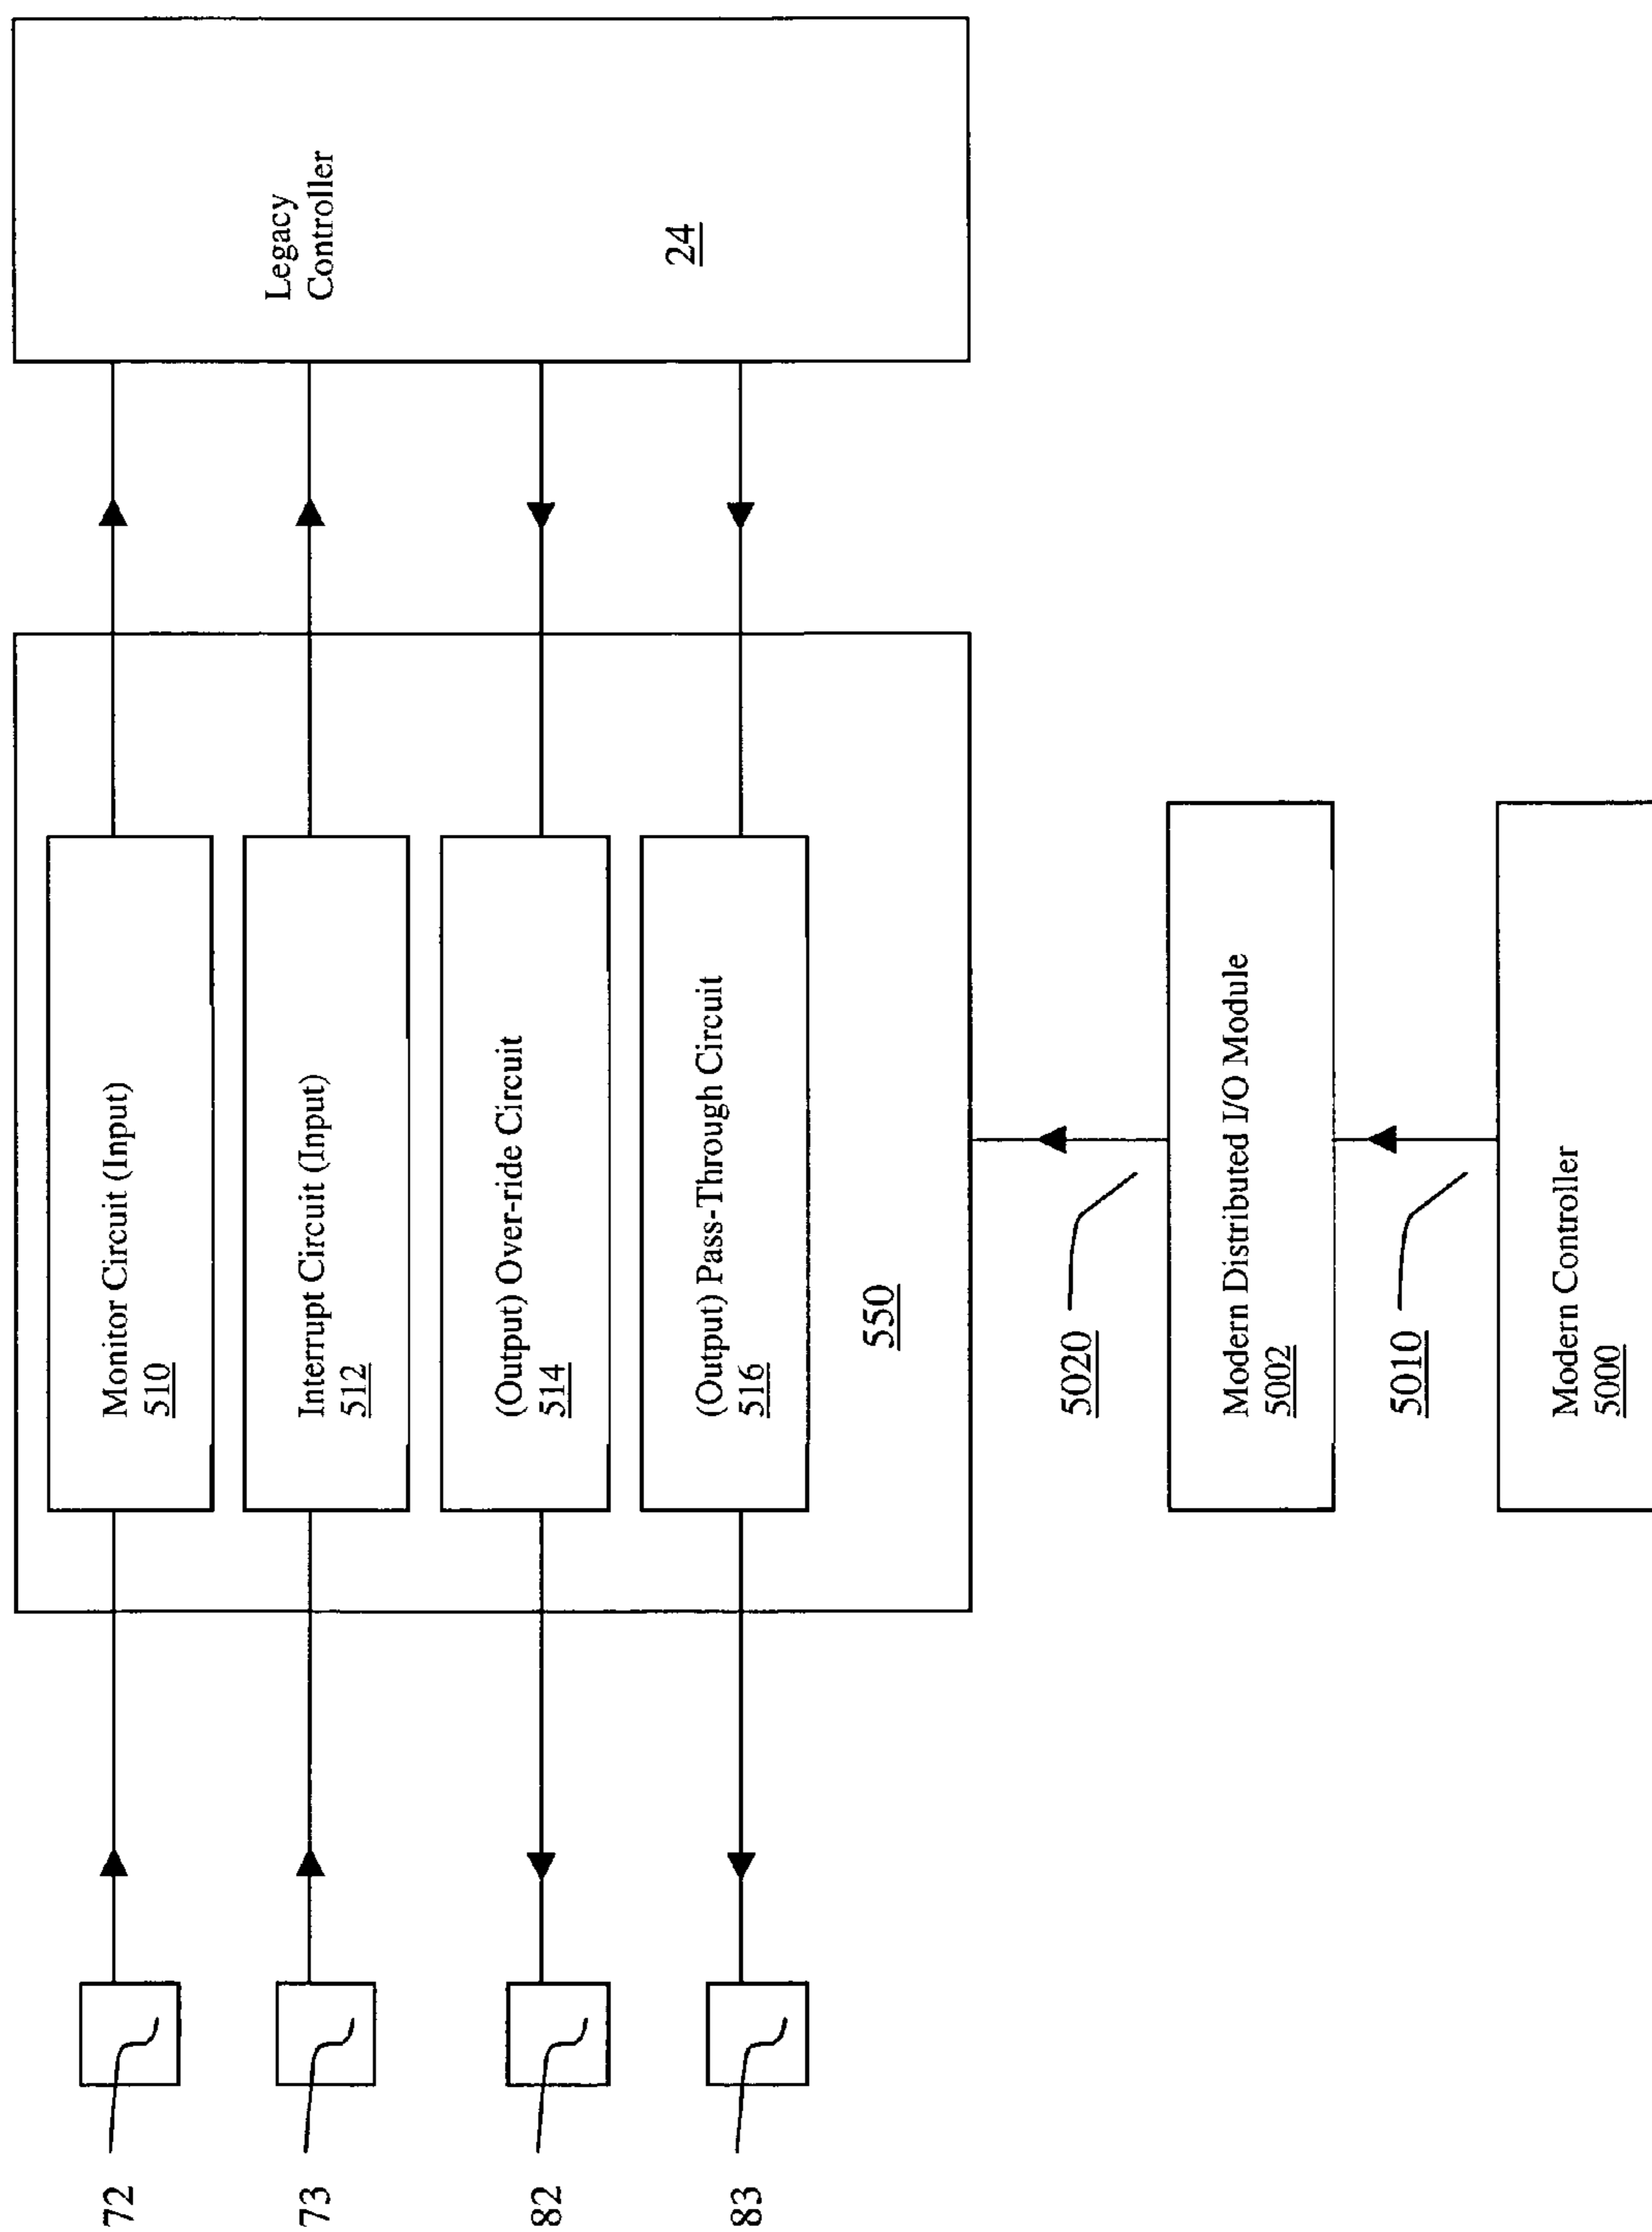 72
Monitor Circuit (Input)
510
73
Interrupt Circuit (Input)
512
Legacy
Controller
24
82
(Output) Over-ride Circuit
514
83
(Output) Pass-Through Circuit
516
550
5020
Modern Distributed I/O Module
5002
5010
Modern Controller
5000